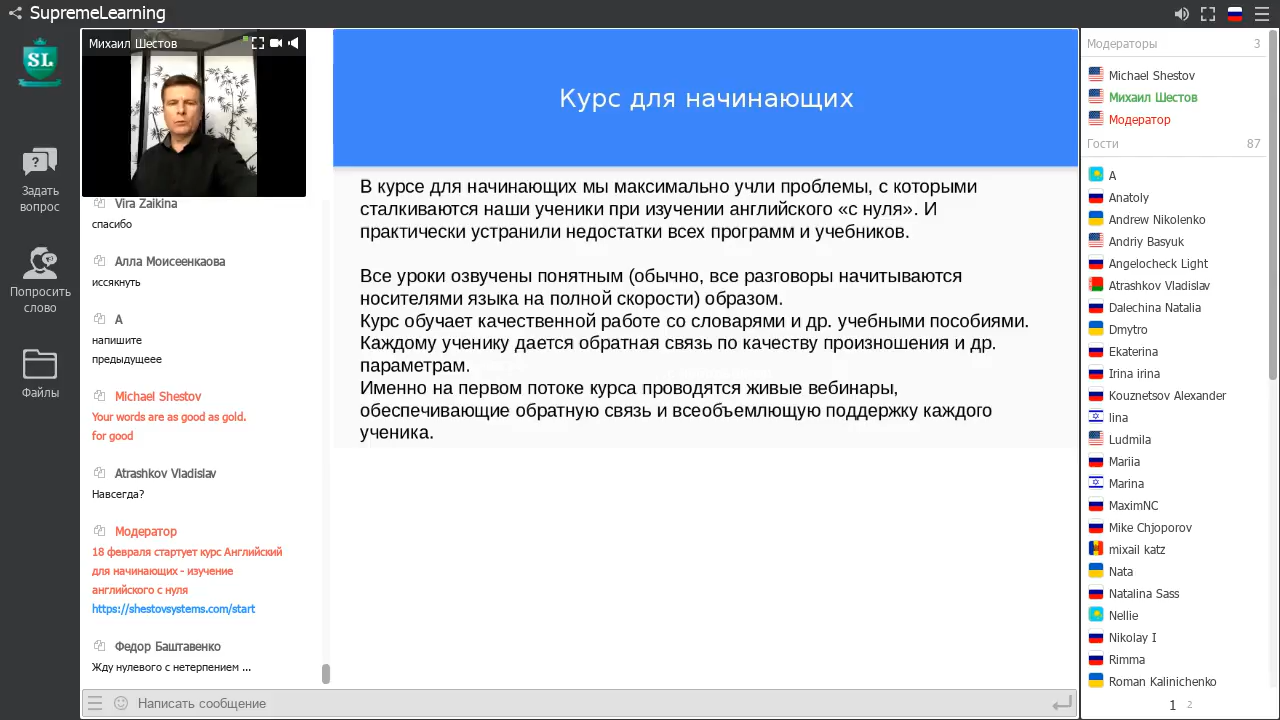 SupremeLearning
SL
Задать
вопрос
Попросить
слово
Файлы
Михаил Шестов
Vira Zaikina
спасибо
Алла Моисеенкаова
иссякнуть
A
напишите
предыдущеее
Michael Shestov
Your words are as good as gold.
for good
Atrashkov Vladislav
Навсегда?
Модератор
18 февраля стартует курс Английский
для начинающих - изучение
английского с нуля
https://shestovsystems.com/start
Федор Баштавенко
Жду нулевого с нетерпением ...
Написать сообщение
Курс для начинающих
В курсе для начинающих мы максимально учли проблемы, с которыми
сталкиваются наши ученики при изучении английского «с нуля». И
практически устранили недостатки всех программ и учебников.
Все уроки озвучены понятным (обычно, все разговоры начитываются
носителями языка на полной скорости) образом.
Курс обучает качественной работе со словарями и др. учебными пособиями.
Каждому ученику дается обратная связь по качеству произношения и др.
параметрам.
Именно на первом потоке курса проводятся живые вебинары,
обеспечивающие обратную связь и всеобъемлющую поддержку каждого
ученика.
Модераторы 3
Michael Shestov
Михаил Шестов
Модератор
Гости 87
A
Anatoly
Andrew Nikolenko
Andriy Basyuk
Angelocheck Light
Atrashkov Vladislav
Dalechina Natalia
Dmytro
Ekaterina
Irina irina
Kouznetsov Alexander
lina
Ludmila
Mariia
Marina
MaximNC
Mike Chjoporov
mixail katz
Nata
Natalina Sass
Nellie
Nikolay I
Rimma
Roman Kalinichenko
1 2